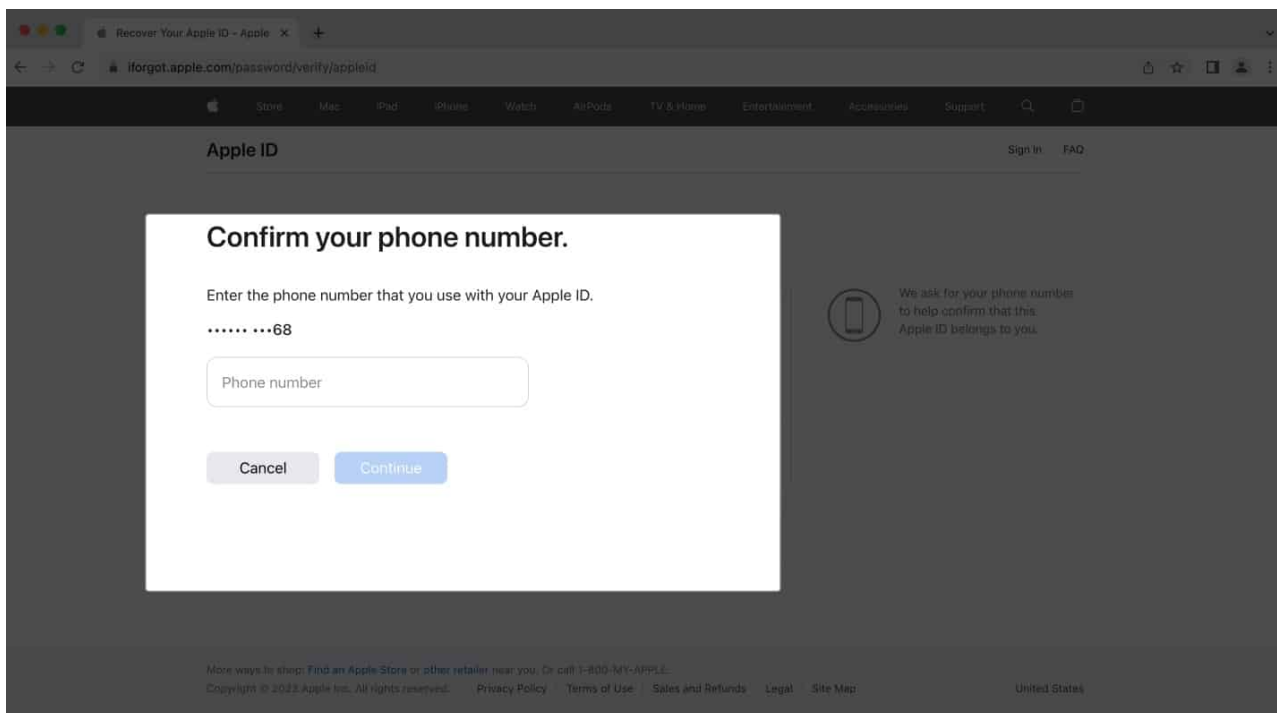 Recover Your Apple ID - Apple
iforgot.apple.com/password/verify/appleid
Store Mac iPad iPhone Watch AirPods TV & Home Entertainment Accessories Support
Apple ID
Sign In FAQ
Confirm your phone number.
Enter the phone number that you use with your Apple ID.
•••••• •••68
Phone number
Cancel Continue
We ask for your phone number
to help confirm that this
Apple ID belongs to you.
More ways to shop: Find an Apple Store or other retailer near you. Or call 1-800-MY-APPLE.
Copyright © 2023 Apple Inc. All rights reserved. Privacy Policy Terms of Use Sales and Refunds Legal Site Map United States